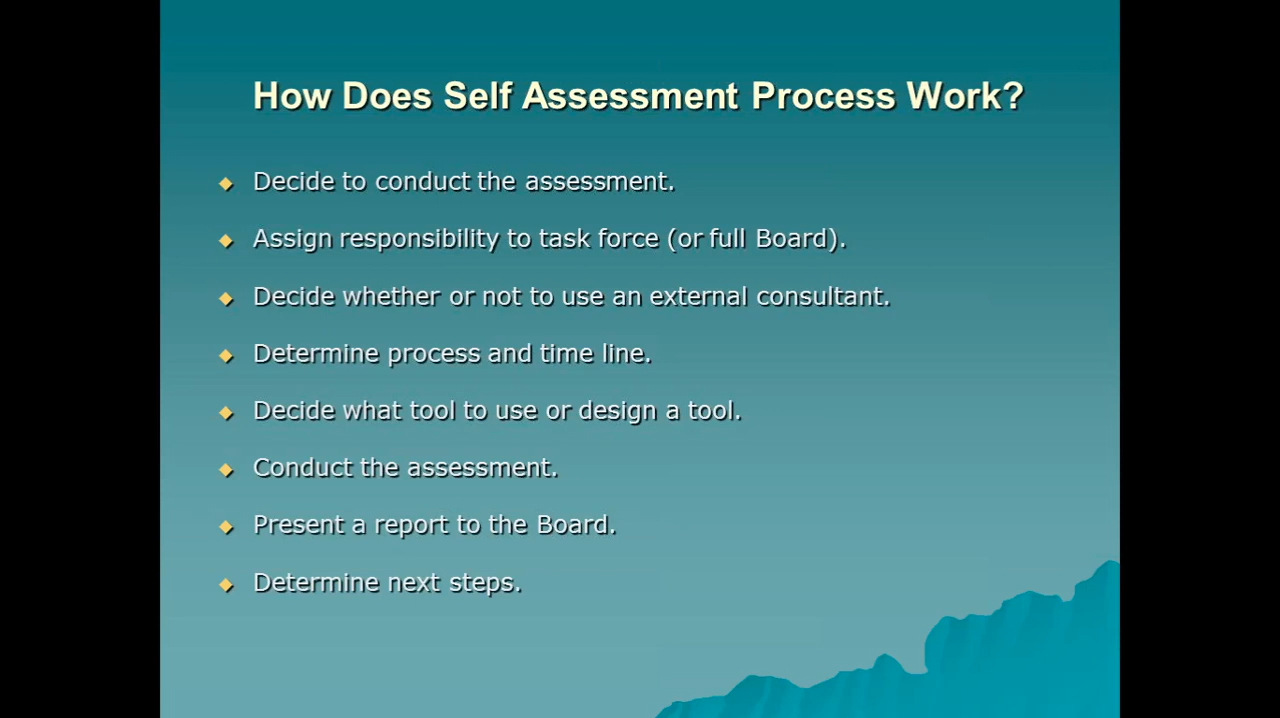 How Does Self Assessment Process Work?
Decide to conduct the assessment.
Assign responsibility to task force (or full Board).
Decide whether or not to use an external consultant.
Determine process and time line.
Decide what tool to use or design a tool.
Conduct the assessment.
Present a report to the Board.
Determine next steps.